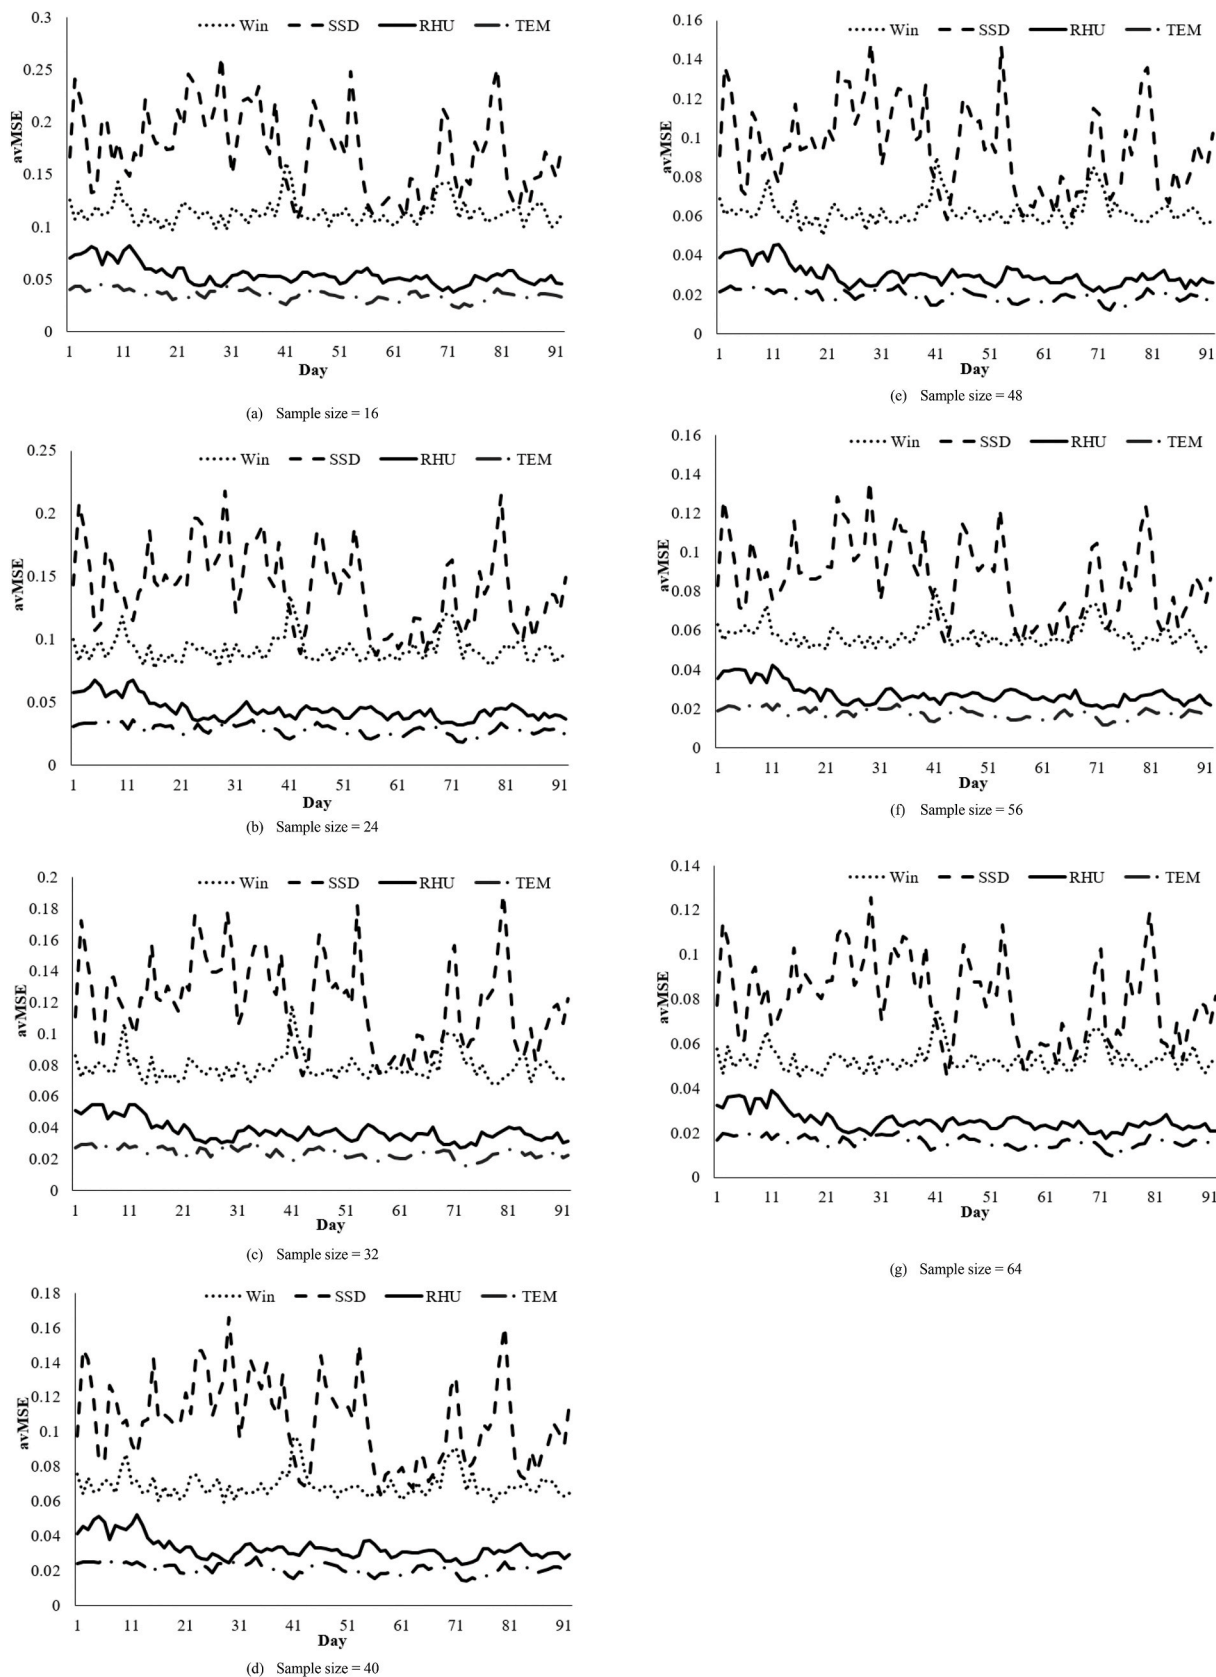 Win SSD RHU TEM
0.3
0.25
0.2
0.15
0.1
0.05
0
avMSE
1 11 21 31 41 51 61 71 81 91
Day
(a) Sample size = 16
Win SSD RHU TEM
0.25
0.2
0.15
0.1
0.05
0
avMSE
1 11 21 31 41 51 61 71 81 91
Day
(b) Sample size = 24
Win SSD RHU TEM
0.2
0.18
0.16
0.14
0.12
0.1
0.08
0.06
0.04
0.02
0
avMSE
1 11 21 31 41 51 61 71 81 91
Day
(c) Sample size = 32
Win SSD RHU TEM
0.18
0.16
0.14
0.12
0.1
0.08
0.06
0.04
0.02
0
avMSE
1 11 21 31 41 51 61 71 81 91
Day
(d) Sample size = 40
Win SSD RHU TEM
0.16
0.14
0.12
0.1
0.08
0.06
0.04
0.02
0
avMSE
1 11 21 31 41 51 61 71 81 91
Day
(e) Sample size = 48
Win SSD RHU TEM
0.16
0.14
0.12
0.1
0.08
0.06
0.04
0.02
0
avMSE
1 11 21 31 41 51 61 71 81 91
Day
(f) Sample size = 56
Win SSD RHU TEM
0.14
0.12
0.1
0.08
0.06
0.04
0.02
0
avMSE
1 11 21 31 41 51 61 71 81 91
Day
(g) Sample size = 64